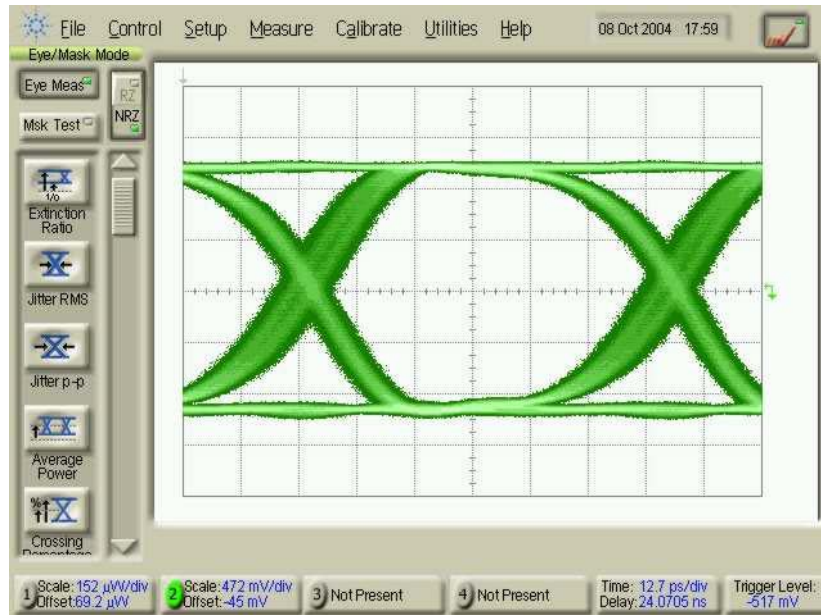 File Control Setup Measure Calibrate Utilities Help 08 Oct 2004 17:59
Eye/Mask Mode
Eye Meas
RZ
NRZ
Msk Test
1/0
Extinction
Ratio
Jitter RMS
Jitter p-p
Average
Power
%
Crossing
1 Scale: 152 µW/div
Offset: 69.2 µW
2 Scale: 472 mV/div
Offset: -45 mV
3 Not Present
4 Not Present
Time: 12.7 ps/div
Delay: 24.0705 ns
Trigger Level:
-517 mV